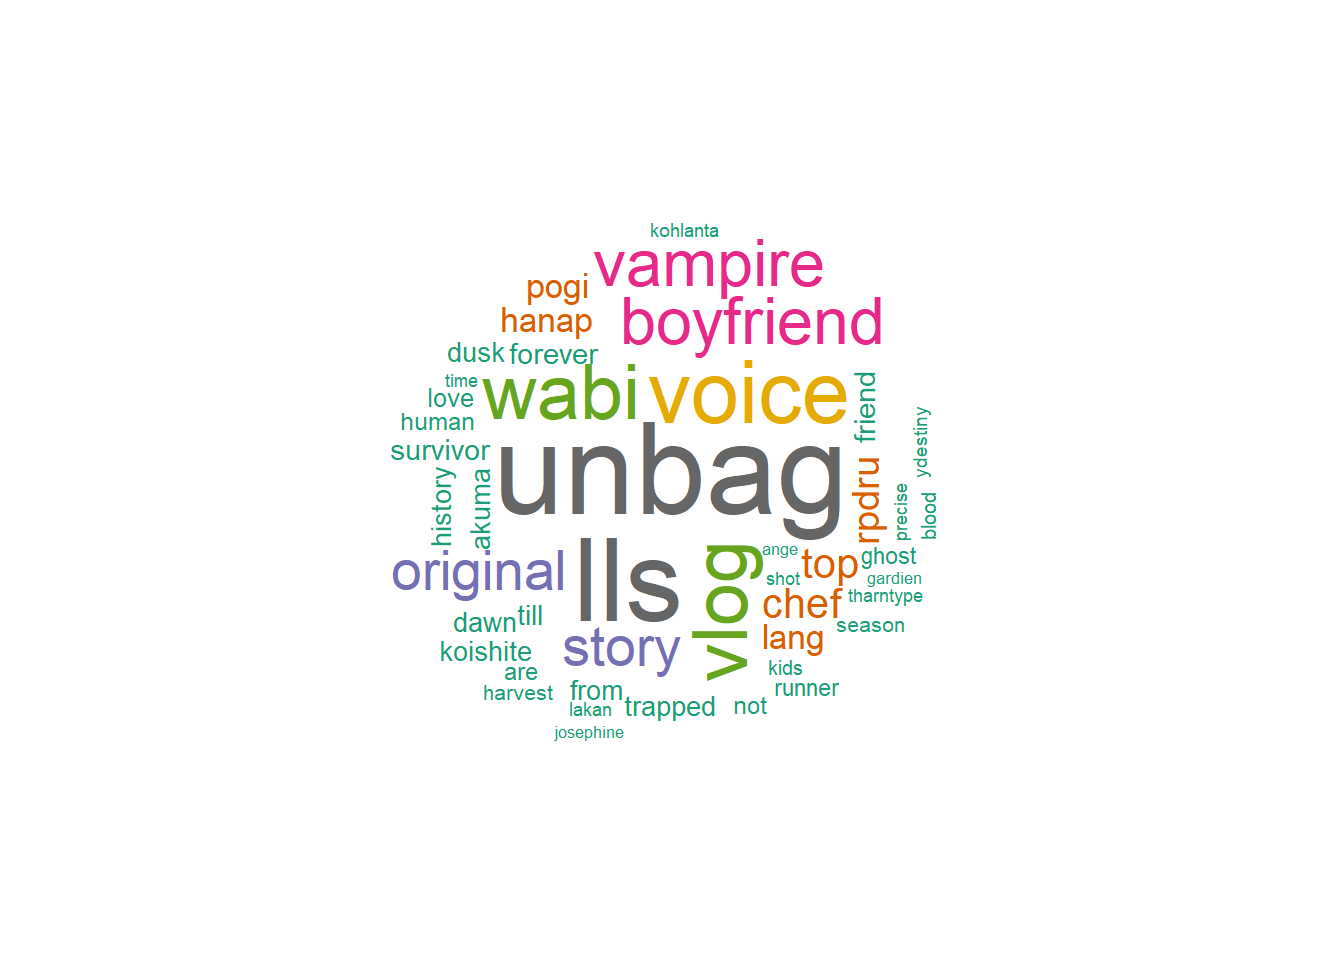 kohlanta
vampire
pogi
boyfriend
hanap
dusk forever
time
love
wabi voice
friend
human
ydestiny
survivor
unbag
rpdru
history
akuma
precise
blood
original
lls
vlog
ange
top
ghost
shot
gardien
chef
tharntype
dawn
till
lang
season
koishite
story
are
kids
harvest
from
runner
lakan
trapped
not
josephine